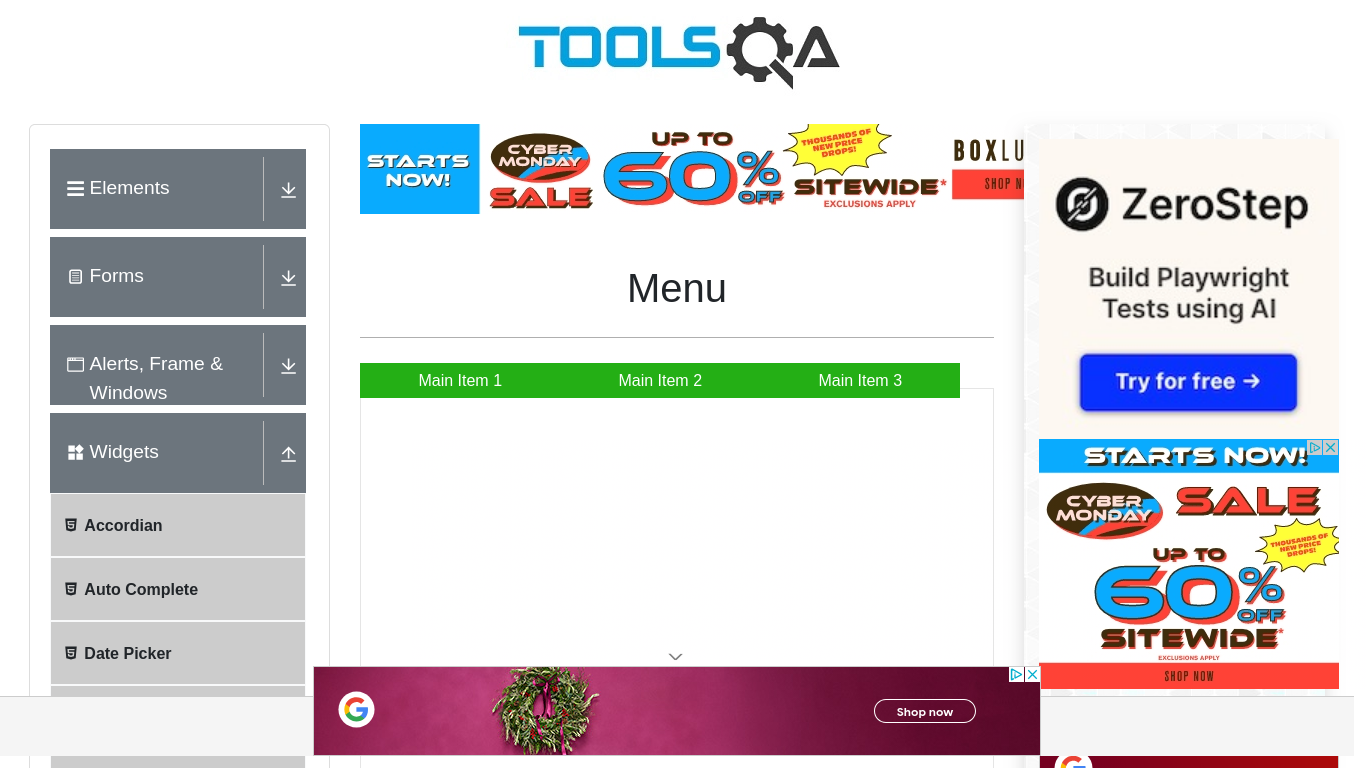 TOOLSQA
Elements
Forms
Alerts, Frame &
Windows
Widgets
Accordian
Auto Complete
Date Picker
STARTS
NOW!
CYBER
MONDAY
SALE
UP TO
60%
THOUSANDS OF
NEW PRICE
DROPS!
SITEWIDE*
EXCLUSIONS APPLY
BOXLU
SHOP N
Menu
Main Item 1
Main Item 2
Main Item 3
ZeroStep
Build Playwright
Tests using AI
Try for free →
STARTS NOW!
CYBER
MONDAY
SALE
THOUSANDS OF
NEW PRICE
DROPS!
UP TO
60%
OFF
SITEWIDE*
EXCLUSIONS APPLY
SHOP NOW
G
Shop now